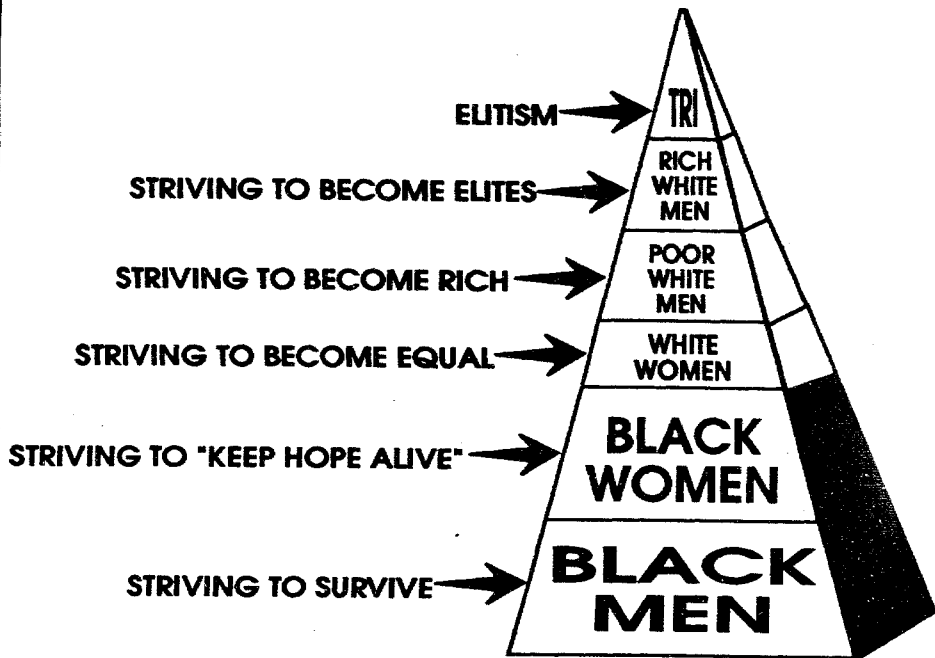 ELITISM
TRI
STRIVING TO BECOME ELITES
RICH
WHITE
MEN
STRIVING TO BECOME RICH
POOR
WHITE
MEN
STRIVING TO BECOME EQUAL
WHITE
WOMEN
STRIVING TO "KEEP HOPE ALIVE"
BLACK
WOMEN
STRIVING TO SURVIVE
BLACK
MEN